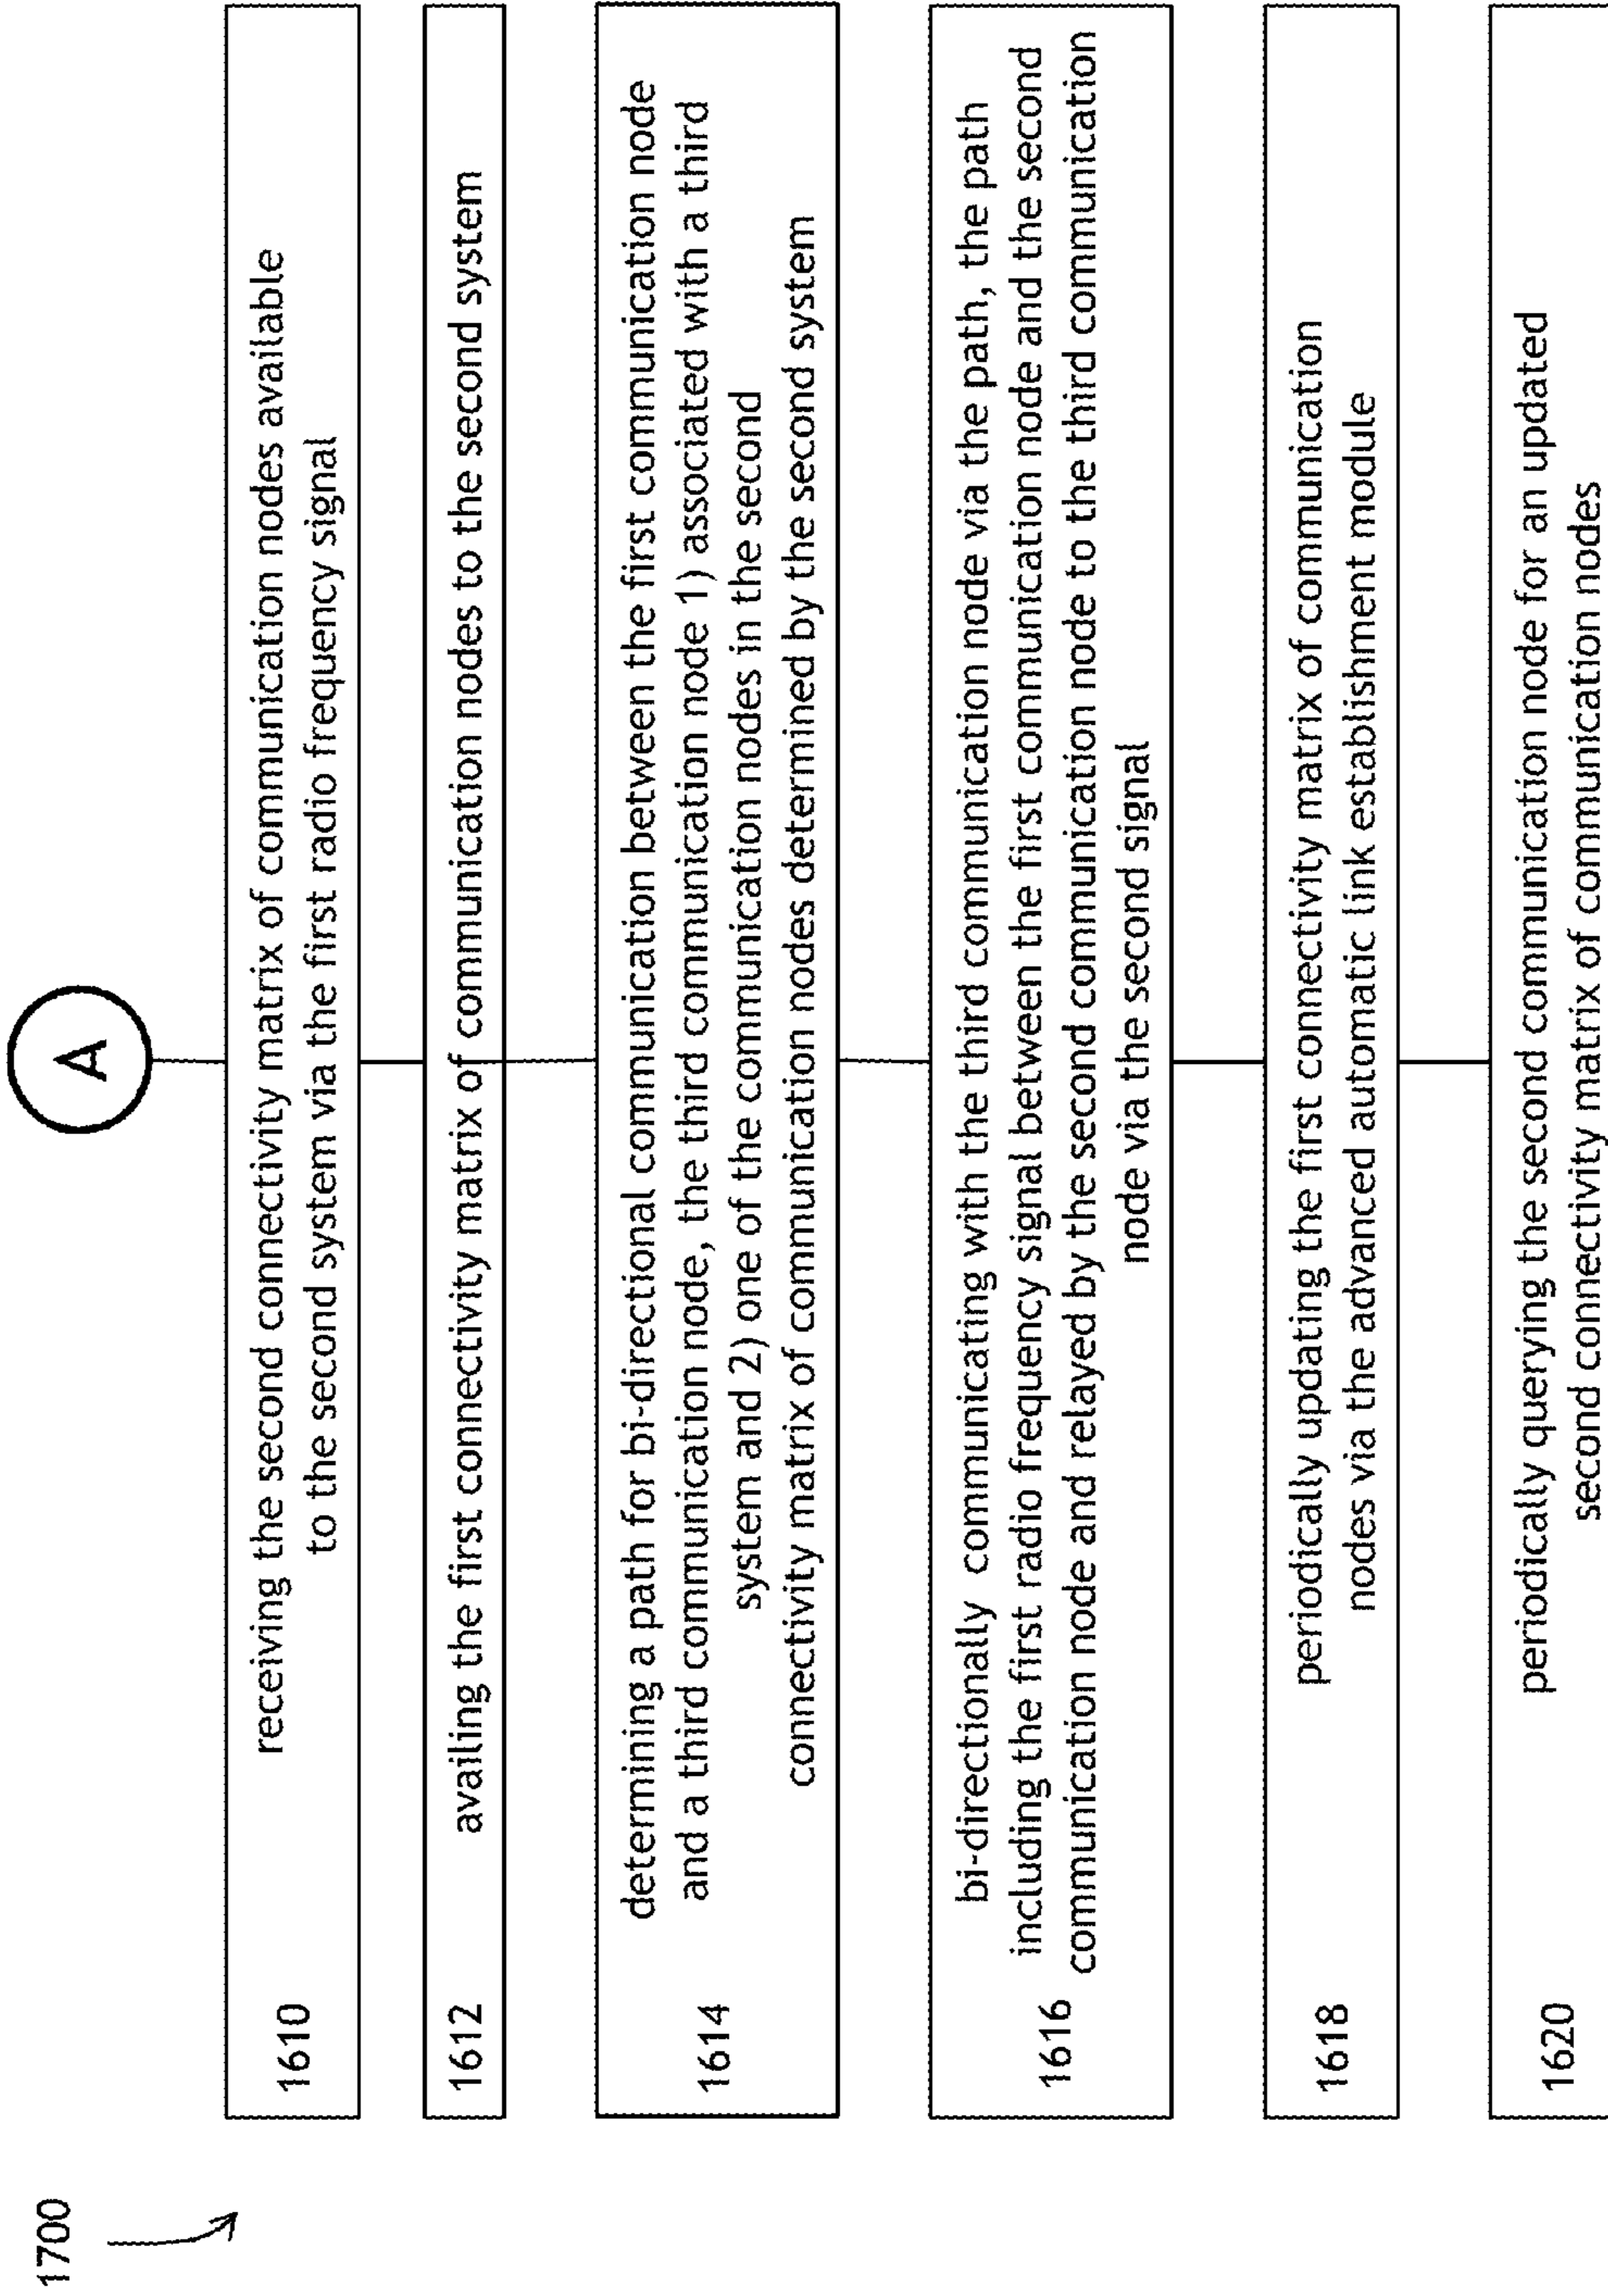 1700
A
1610
receiving the second connectivity matrix of communication nodes available
to the second system via the first radio frequency signal
1612
availing the first connectivity matrix of communication nodes to the second system
1614
determining a path for bi-directional communication between the first communication node
and a third communication node, the third communication node 1) associated with a third
system and 2) one of the communication nodes in the second
connectivity matrix of communication nodes determined by the second system
1616
bi-directionally communicating with the third communication node via the path, the path
including the first radio frequency signal between the first communication node and the second
communication node and relayed by the second communication node to the third communication
node via the second signal
1618
periodically updating the first connectivity matrix of communication
nodes via the advanced automatic link establishment module
1620
periodically querying the second communication node for an updated
second connectivity matrix of communication nodes